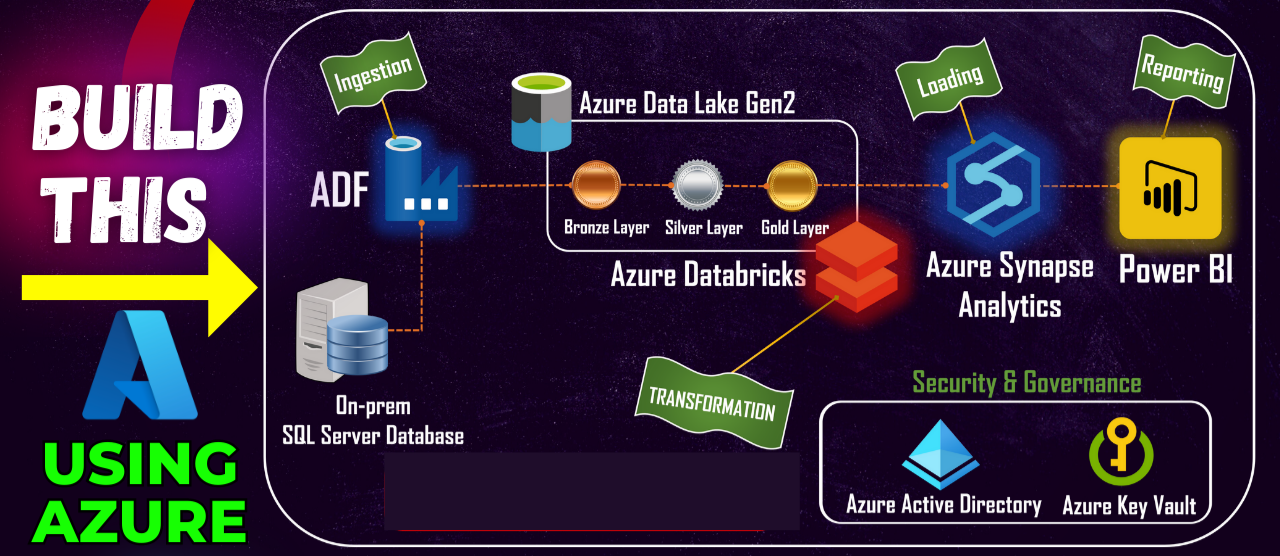 BUILD
THIS
USING
AZURE
Ingestion
ADF
On-prem
SQL Server Database
Azure Data Lake Gen2
Bronze Layer
Silver Layer
Gold Layer
Azure Databricks
TRANSFORMATION
Loading
Azure Synapse
Analytics
Reporting
Power BI
Security & Governance
Azure Active Directory
Azure Key Vault